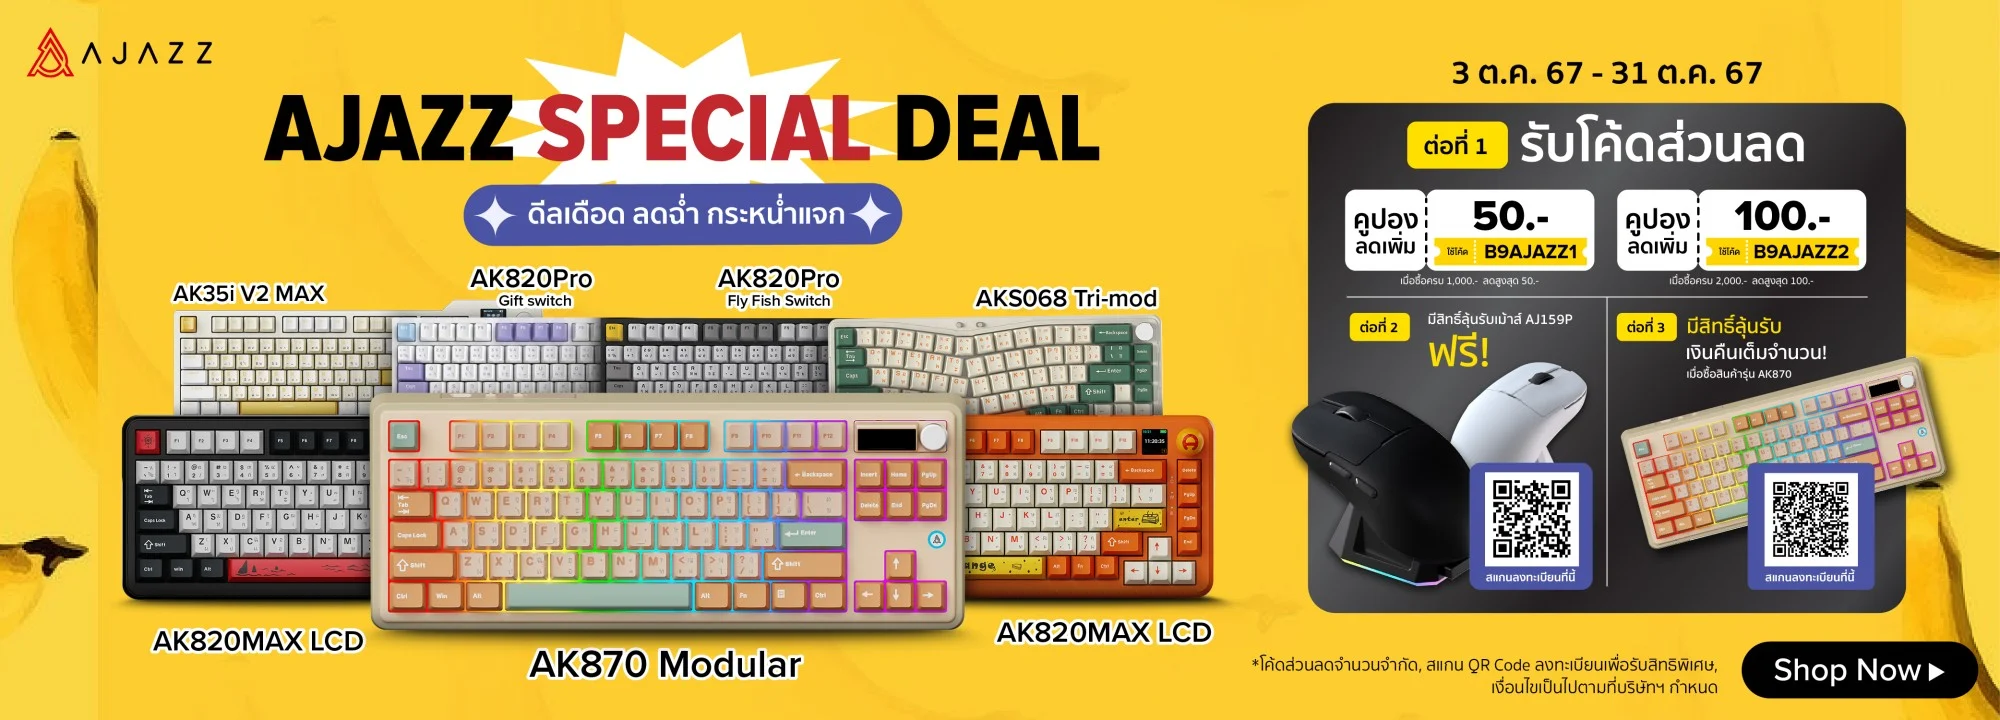 AJAZZ
AJAZZ SPECIAL DEAL
ดีลเดือด ลดฉ่ำ กระหน่ำแจก
AK35i V2 MAX
AK820Pro
Gift switch
AK820Pro
Fly Fish Switch
AKS068 Tri-mod
AK820MAX LCD
AK870 Modular
AK820MAX LCD
3 ต.ค. 67 - 31 ต.ค. 67
ต่อที่ 1 รับโค้ดส่วนลด
คูปอง
ลดเพิ่ม
50.-
ใช้โค้ด B9AJAZZ1
เมื่อซื้อครบ 1,000.- ลดสูงสุด 50.-
คูปอง
ลดเพิ่ม
100.-
ใช้โค้ด B9AJAZZ2
เมื่อซื้อครบ 2,000.- ลดสูงสุด 100.-
ต่อที่ 2
มีสิทธิ์ลุ้นรับเม้าส์ AJ159P
ฟรี!
สแกนลงทะเบียนที่นี่
ต่อที่ 3
มีสิทธิ์ลุ้นรับ
เงินคืนเต็มจำนวน!
เมื่อซื้อสินค้ารุ่น AK870
สแกนลงทะเบียนที่นี่
*โค้ดส่วนลดจำนวนจำกัด, สแกน QR Code ลงทะเบียนเพื่อรับสิทธิพิเศษ,
เงื่อนไขเป็นไปตามที่บริษัทฯ กำหนด
Shop Now